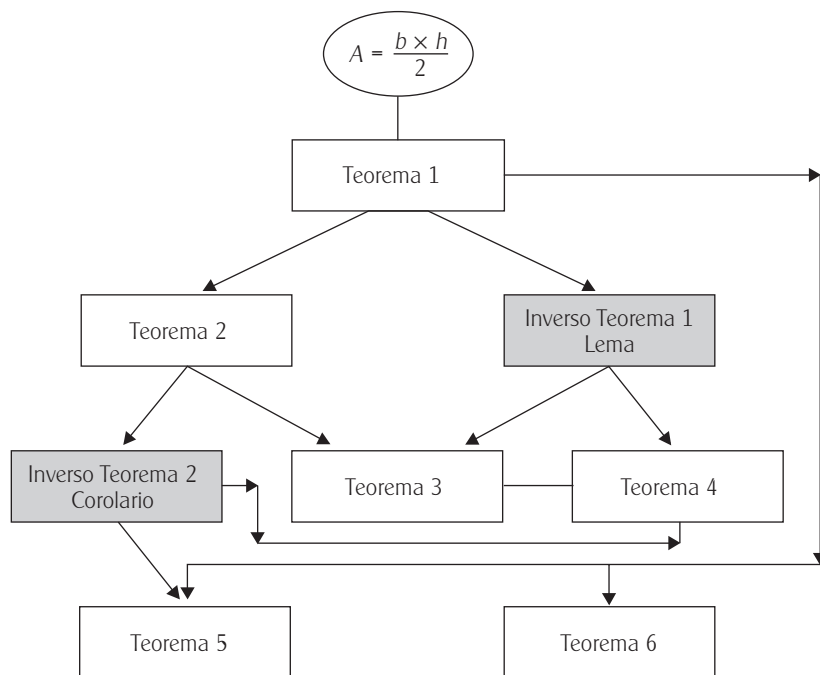 A = b × h / 2
Teorema 1
Teorema 2
Inverso Teorema 1
Lema
Inverso Teorema 2
Corolario
Teorema 3
Teorema 4
Teorema 5
Teorema 6